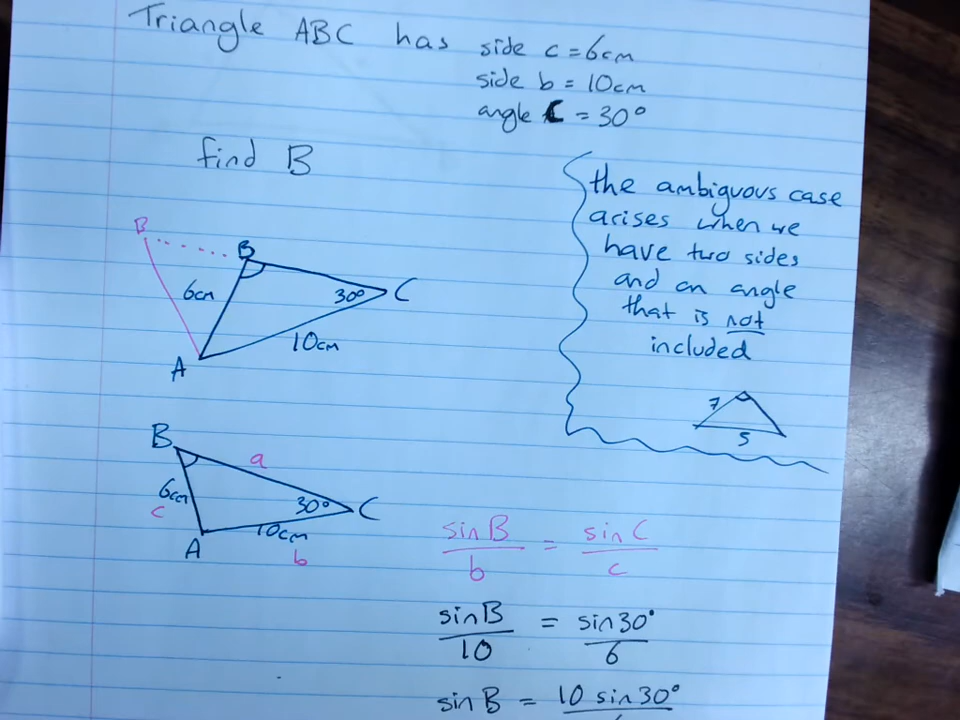 Triangle ABC has side c = 6cm
side b = 10cm
angle C = 30°
find B
the ambiguous case
arises when we
have two sides
and an angle
that is not
included
7
5
B
B
6cm
30°
C
10cm
A
B
a
6cm
c
30°
C
10cm
A
b
sin B / b = sin C / c
sin B / 10 = sin 30° / 6
sin B = 10 sin 30°